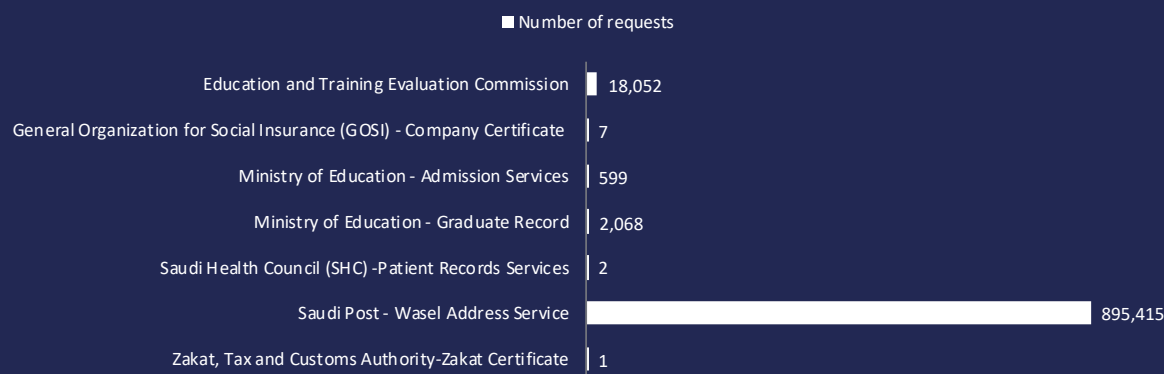 Number of requests
Education and Training Evaluation Commission 18,052
General Organization for Social Insurance (GOSI) - Company Certificate 7
Ministry of Education - Admission Services 599
Ministry of Education - Graduate Record 2,068
Saudi Health Council (SHC) -Patient Records Services 2
Saudi Post - Wasel Address Service 895,415
Zakat, Tax and Customs Authority-Zakat Certificate 1